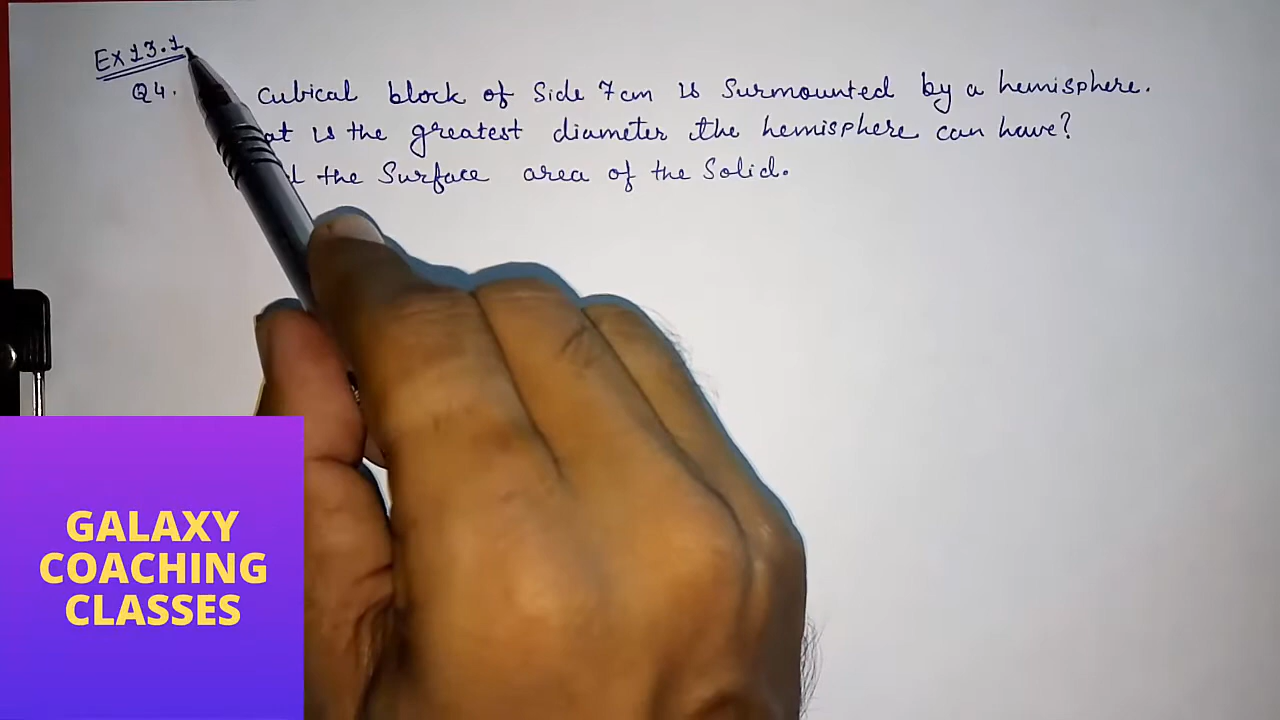 Ex 13.1
Q4. Cubical block of Side 7cm is Surmounted by a hemisphere.
at is the greatest diameter the hemisphere can have?
the Surface area of the Solid.
GALAXY
COACHING
CLASSES